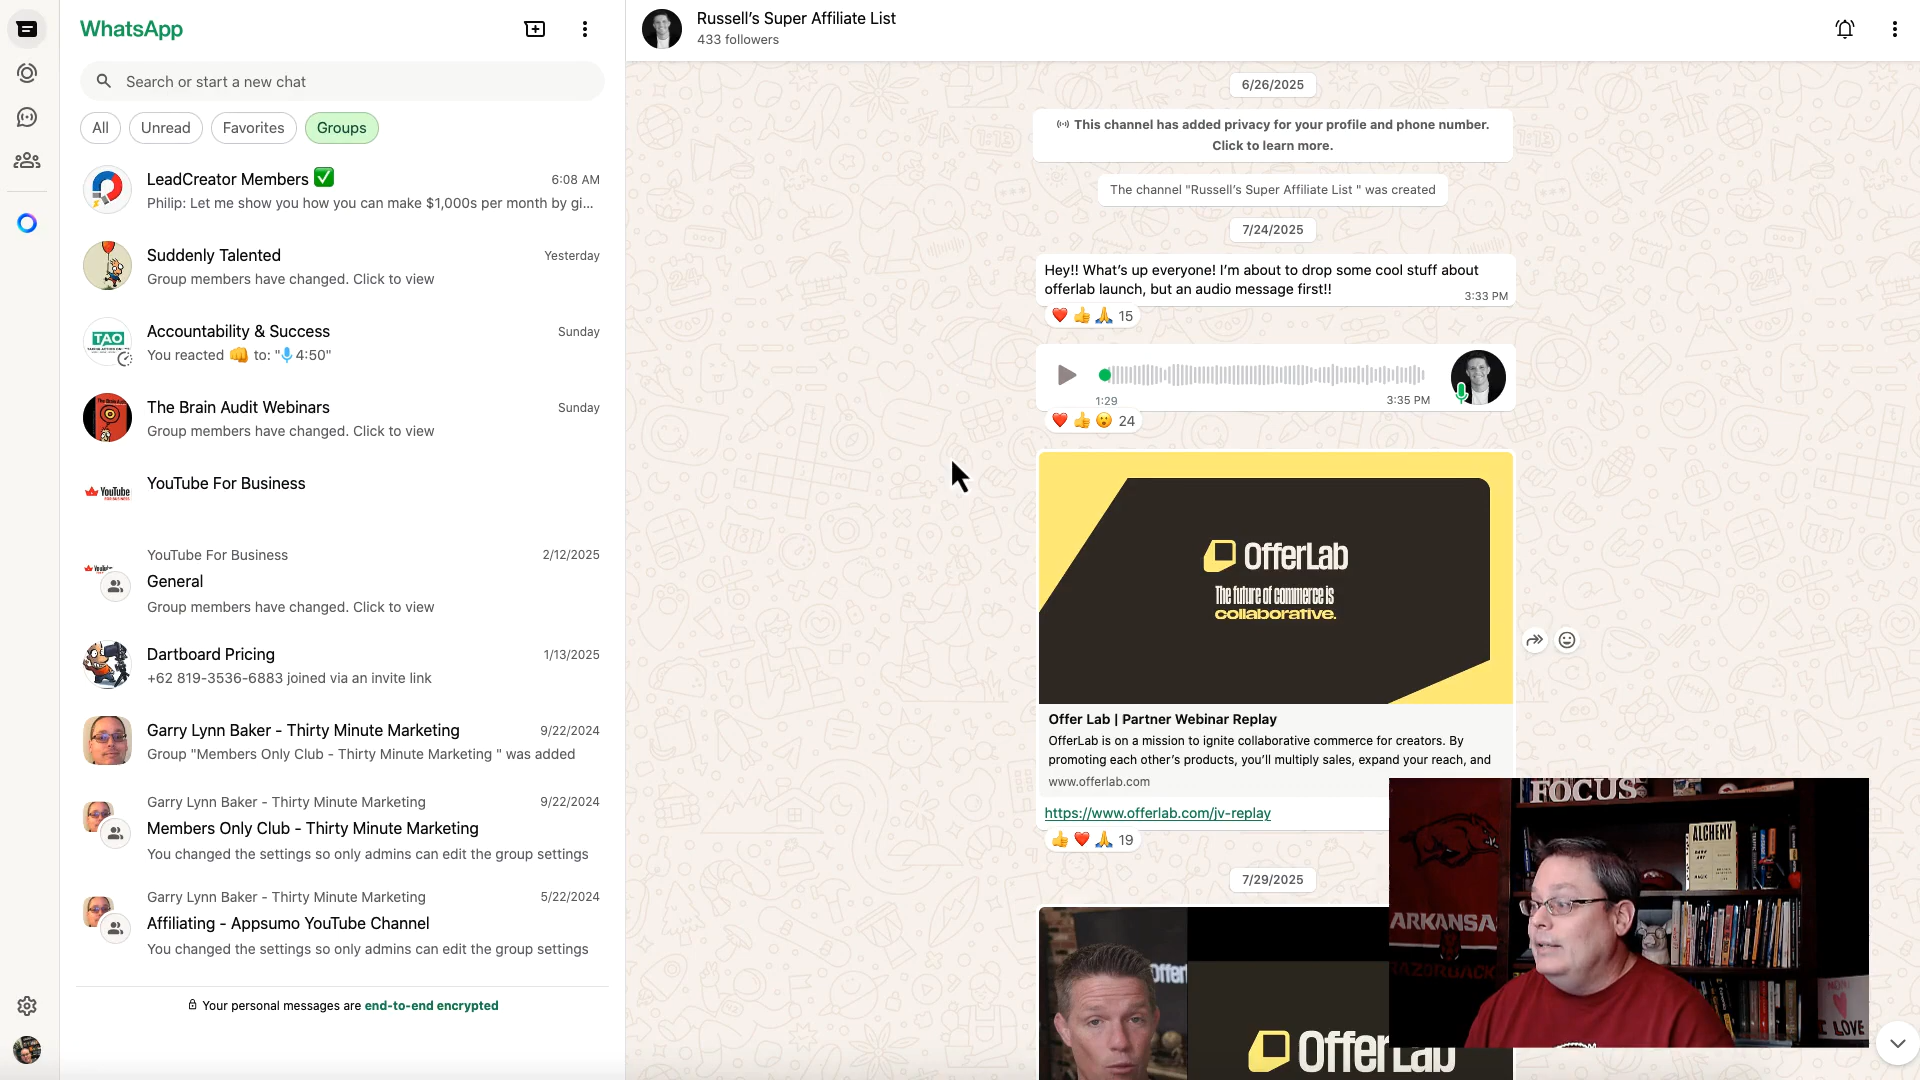 WhatsApp
Search or start a new chat
All
Unread
Favorites
Groups
LeadCreator Members ✅
6:08 AM
Philip: Let me show you how you can make $1,000s per month by gi...
Suddenly Talented
Yesterday
Group members have changed. Click to view
TAO
Accountability & Success
Sunday
You reacted 👊 to: "🎤4:50"
The Brain Audit Webinars
Sunday
Group members have changed. Click to view
YouTube
YouTube For Business
YouTube For Business
2/12/2025
General
Group members have changed. Click to view
Dartboard Pricing
1/13/2025
+62 819-3536-6883 joined via an invite link
Garry Lynn Baker - Thirty Minute Marketing
9/22/2024
Group "Members Only Club - Thirty Minute Marketing " was added
Garry Lynn Baker - Thirty Minute Marketing
9/22/2024
Members Only Club - Thirty Minute Marketing
You changed the settings so only admins can edit the group settings
Garry Lynn Baker - Thirty Minute Marketing
5/22/2024
Affiliating - Appsumo YouTube Channel
You changed the settings so only admins can edit the group settings
Your personal messages are end-to-end encrypted
Russell's Super Affiliate List
433 followers
6/26/2025
This channel has added privacy for your profile and phone number.
Click to learn more.
The channel "Russell's Super Affiliate List " was created
7/24/2025
Hey!! What's up everyone! I'm about to drop some cool stuff about
offerlab launch, but an audio message first!!
3:33 PM
❤️👍🙏 15
1:29
3:35 PM
❤️👍😮 24
OfferLab
The future of commerce is
collaborative.
Offer Lab | Partner Webinar Replay
OfferLab is on a mission to ignite collaborative commerce for creators. By
promoting each other's products, you'll multiply sales, expand your reach, and
www.offerlab.com
https://www.offerlab.com/jv-replay
👍❤️🙏 19
7/29/2025
Offer
OfferLab
FOCUS
ALCHEMY
ARKANSA
RAZORBACK
I LOVE